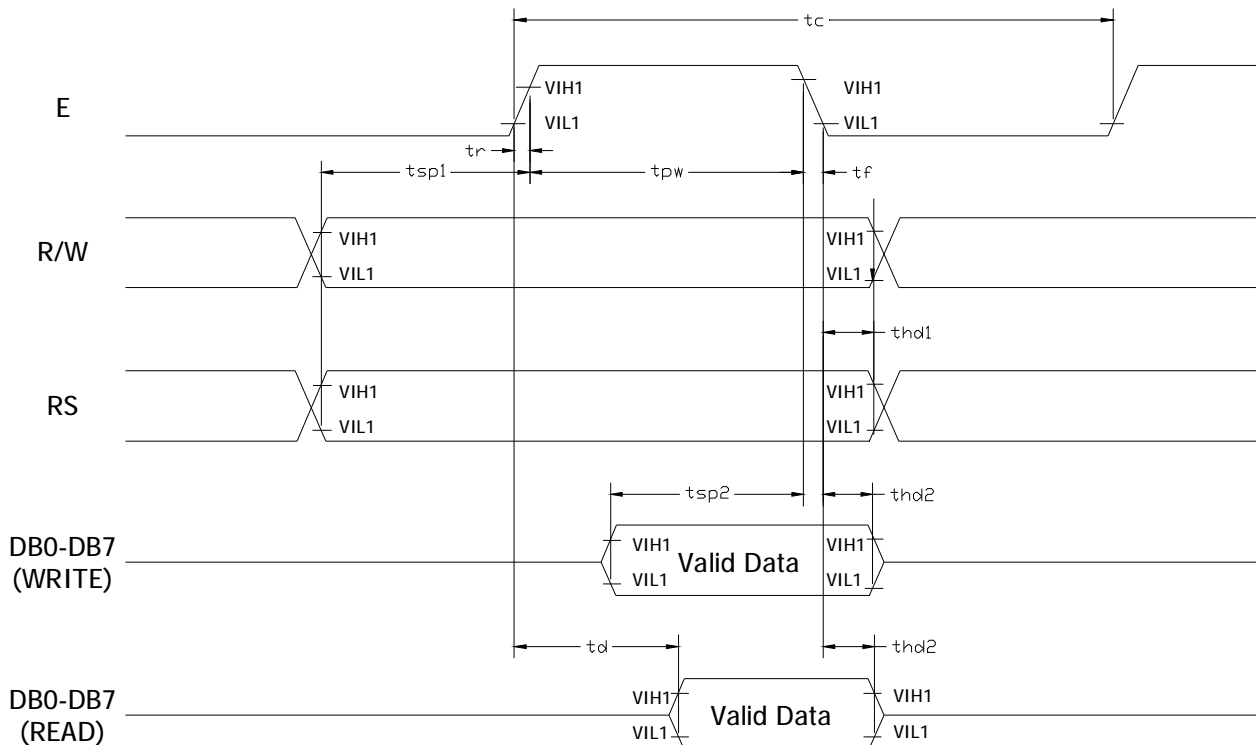 tc
E
VIH1
VIH1
VIL1
VIL1
tr
tsp1
tpw
tf
R/W
VIH1
VIH1
VIL1
VIL1
thd1
RS
VIH1
VIH1
VIL1
VIL1
tsp2
thd2
DB0-DB7
(WRITE)
VIH1
Valid Data
VIH1
VIL1
VIL1
td
thd2
DB0-DB7
(READ)
VIH1
Valid Data
VIH1
VIL1
VIL1